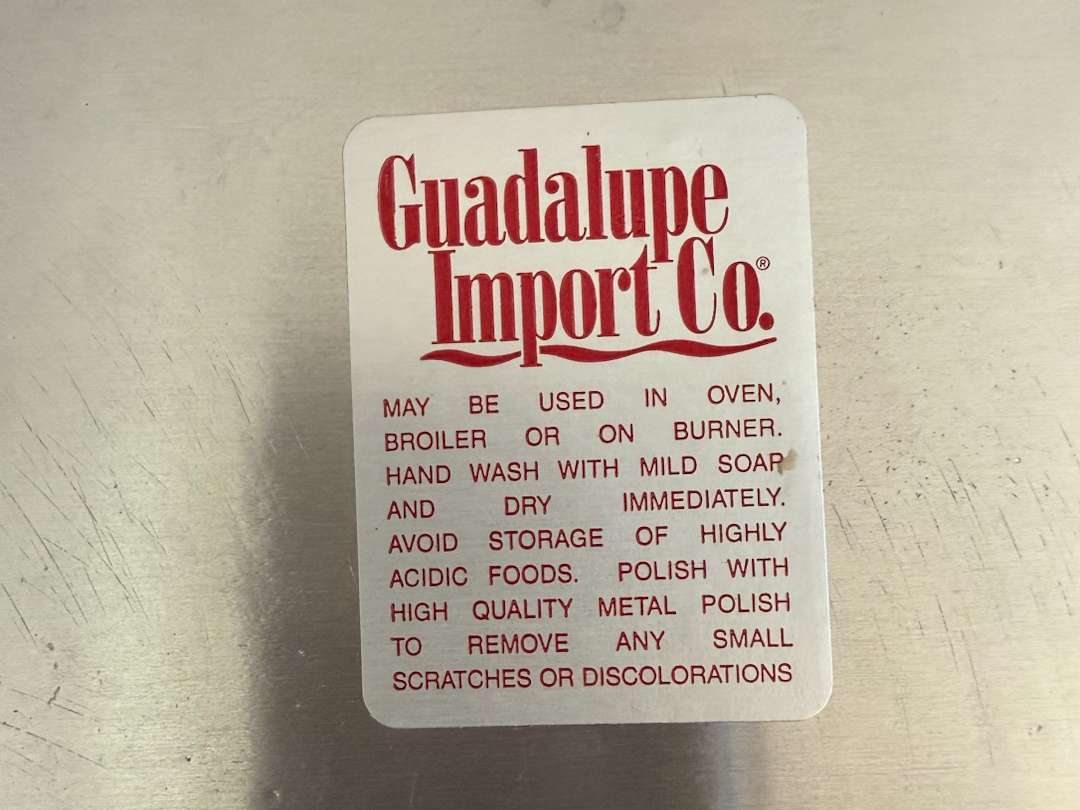 Guadalupe
Import Co.®
MAY BE USED IN OVEN,
BROILER OR ON BURNER.
HAND WASH WITH MILD SOAP
AND DRY IMMEDIATELY.
AVOID STORAGE OF HIGHLY
ACIDIC FOODS. POLISH WITH
HIGH QUALITY METAL POLISH
TO REMOVE ANY SMALL
SCRATCHES OR DISCOLORATIONS